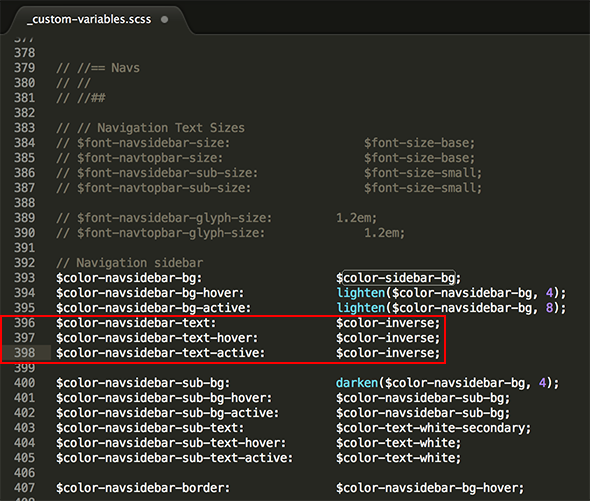 _custom-variables.scss
377
378
379 // //== Navs
380 // //
381 // //##
382
383 // // Navigation Text Sizes
384 // $font-navsidebar-size: $font-size-base;
385 // $font-navtopbar-size: $font-size-base;
386 // $font-navsidebar-sub-size: $font-size-small;
387 // $font-navtopbar-sub-size: $font-size-small;
388
389 // $font-navsidebar-glyph-size: 1.2em;
390 // $font-navtopbar-glyph-size: 1.2em;
391
392 // Navigation sidebar
393 $color-navsidebar-bg: $color-sidebar-bg;
394 $color-navsidebar-bg-hover: lighten($color-navsidebar-bg, 4);
395 $color-navsidebar-bg-active: lighten($color-navsidebar-bg, 8);
396 $color-navsidebar-text: $color-inverse;
397 $color-navsidebar-text-hover: $color-inverse;
398 $color-navsidebar-text-active: $color-inverse;
399
400 $color-navsidebar-sub-bg: darken($color-navsidebar-bg, 4);
401 $color-navsidebar-sub-bg-hover: $color-navsidebar-sub-bg;
402 $color-navsidebar-sub-bg-active: $color-navsidebar-sub-bg;
403 $color-navsidebar-sub-text: $color-text-white-secondary;
404 $color-navsidebar-sub-text-hover: $color-text-white;
405 $color-navsidebar-sub-text-active: $color-text-white;
406
407 $color-navsidebar-border: $color-navsidebar-bg-hover;
408